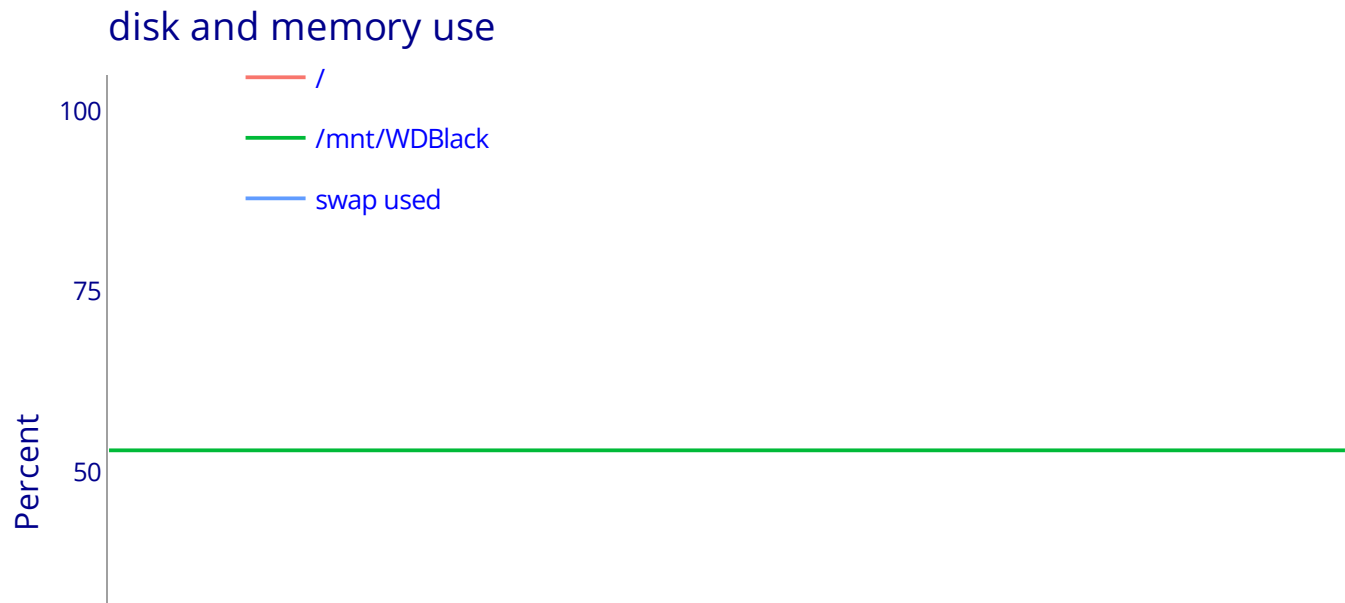 disk and memory use
/
/mnt/WDBlack
swap used
100
75
50
Percent